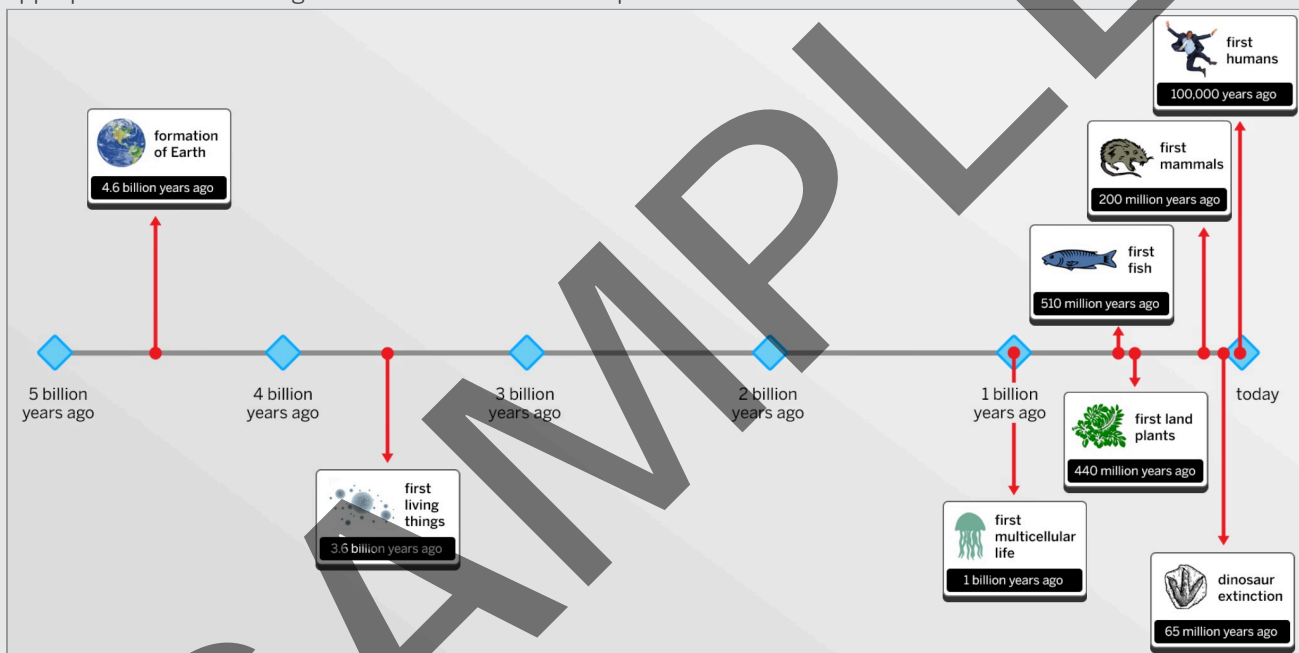 first
humans
100,000 years ago
formation
of Earth
4.6 billion years ago
first
mammals
200 million years ago
first
fish
510 million years ago
5 billion
years ago
4 billion
years ago
3 billion
years ago
2 billion
years ago
1 billion
years ago
today
first land
plants
440 million years ago
first
living
things
3.6 billion years ago
first
multicellular
life
1 billion years ago
dinosaur
extinction
65 million years ago
SAMPLE